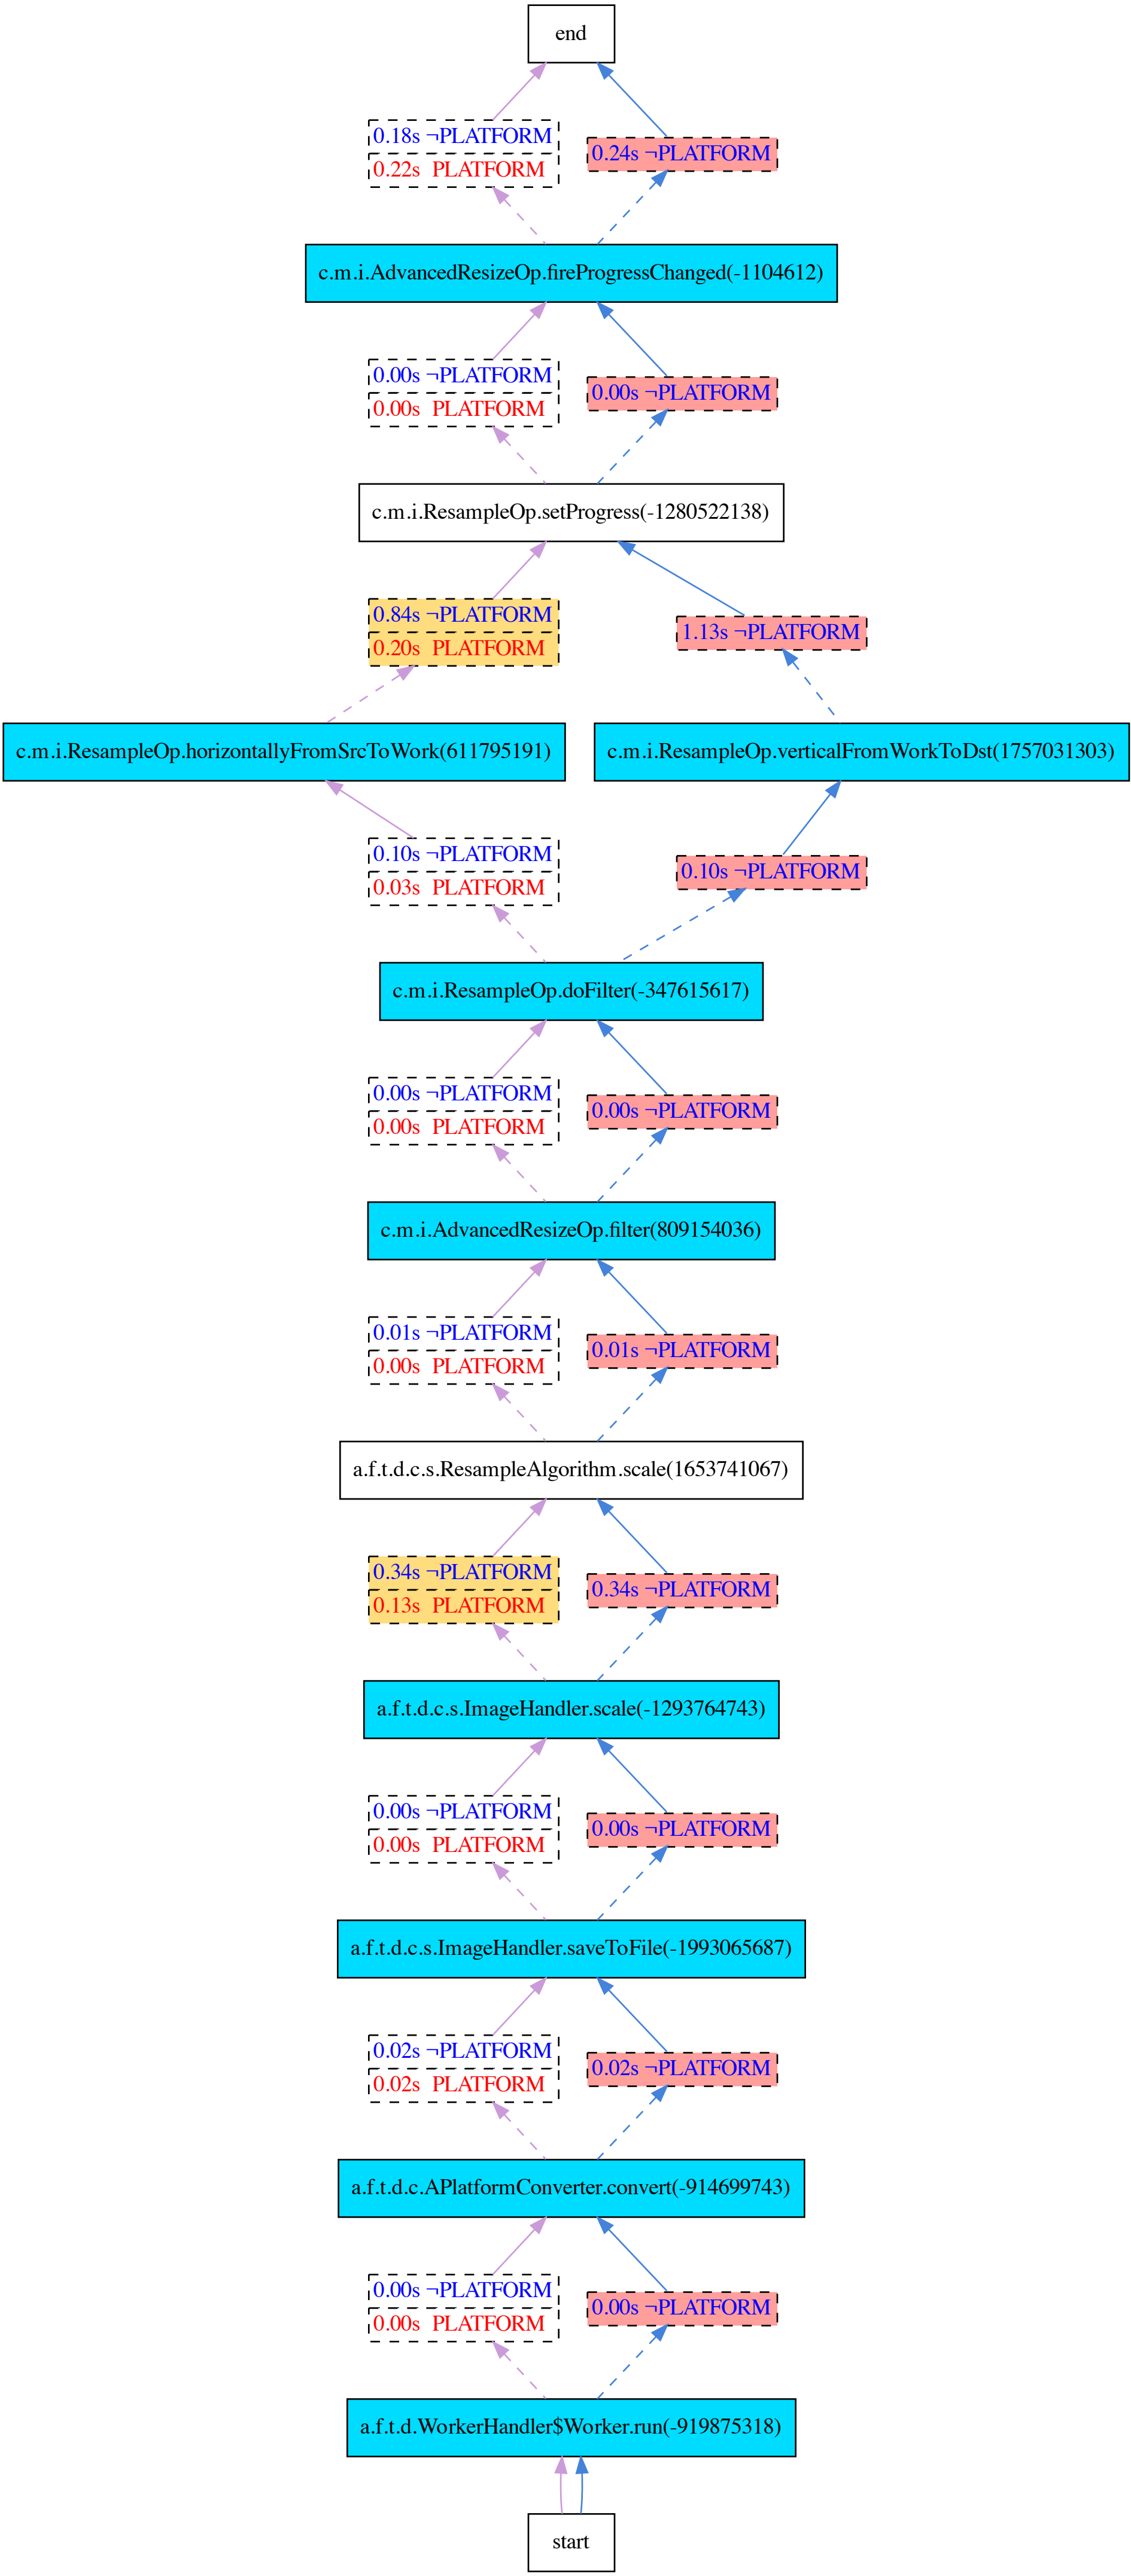 end
0.18s ¬PLATFORM
0.22s PLATFORM
0.24s ¬PLATFORM
c.m.i.AdvancedResizeOp.fireProgressChanged(-1104612)
0.00s ¬PLATFORM
0.00s PLATFORM
0.00s ¬PLATFORM
c.m.i.ResampleOp.setProgress(-1280522138)
0.84s ¬PLATFORM
0.20s PLATFORM
1.13s ¬PLATFORM
c.m.i.ResampleOp.horizontallyFromSrcToWork(611795191)
c.m.i.ResampleOp.verticalFromWorkToDst(1757031303)
0.10s ¬PLATFORM
0.03s PLATFORM
0.10s ¬PLATFORM
c.m.i.ResampleOp.doFilter(-347615617)
0.00s ¬PLATFORM
0.00s PLATFORM
0.00s ¬PLATFORM
c.m.i.AdvancedResizeOp.filter(809154036)
0.01s ¬PLATFORM
0.00s PLATFORM
0.01s ¬PLATFORM
a.f.t.d.c.s.ResampleAlgorithm.scale(1653741067)
0.34s ¬PLATFORM
0.13s PLATFORM
0.34s ¬PLATFORM
a.f.t.d.c.s.ImageHandler.scale(-1293764743)
0.00s ¬PLATFORM
0.00s PLATFORM
0.00s ¬PLATFORM
a.f.t.d.c.s.ImageHandler.saveToFile(-1993065687)
0.02s ¬PLATFORM
0.02s PLATFORM
0.02s ¬PLATFORM
a.f.t.d.c.APlatformConverter.convert(-914699743)
0.00s ¬PLATFORM
0.00s PLATFORM
0.00s ¬PLATFORM
a.f.t.d.WorkerHandler$Worker.run(-919875318)
start